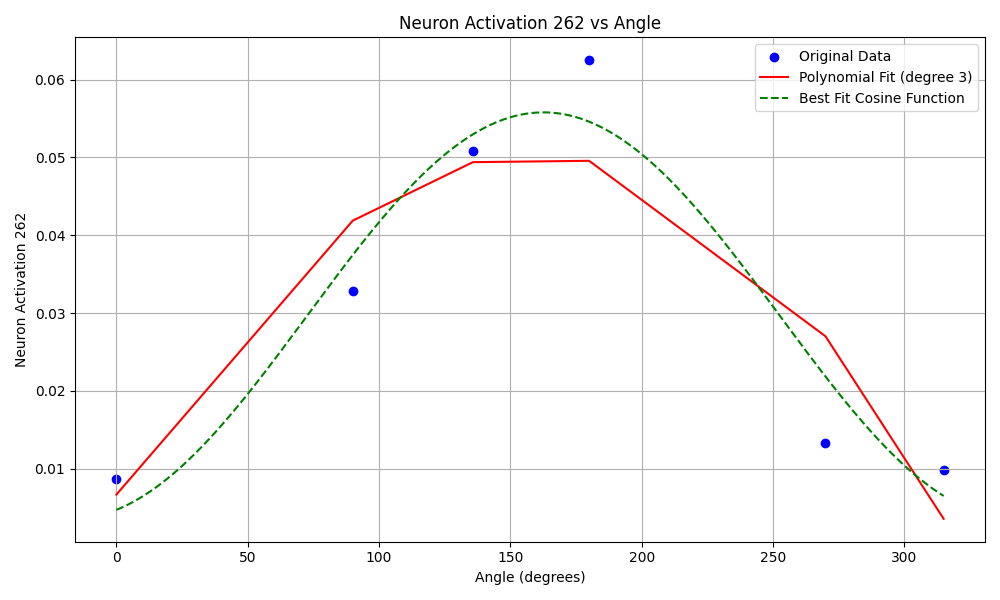 Neuron Activation 262 vs Angle
Original Data
Polynomial Fit (degree 3)
Best Fit Cosine Function
Neuron Activation 262
0.06
0.05
0.04
0.03
0.02
0.01
0 50 100 150 200 250 300
Angle (degrees)